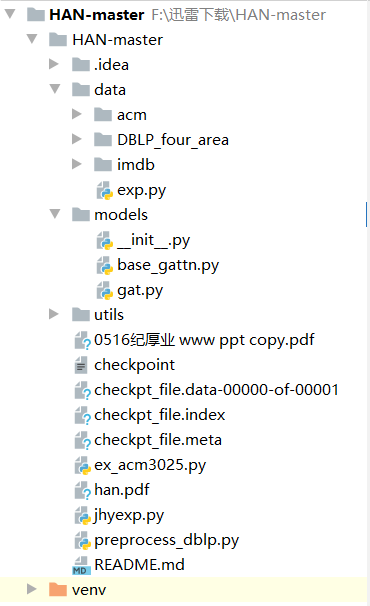 HAN-master F:\迅雷下载\HAN-master
HAN-master
.idea
data
acm
DBLP_four_area
imdb
exp.py
models
__init__.py
base_gattn.py
gat.py
utils
0516纪厚业 www ppt copy.pdf
checkpoint
checkpt_file.data-00000-of-00001
checkpt_file.index
checkpt_file.meta
ex_acm3025.py
han.pdf
jhyexp.py
preprocess_dblp.py
MD README.md
venv